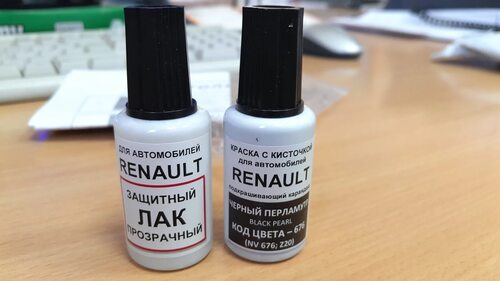 ДЛЯ АВТОМОБИЛЕЙ
RENAULT
ЗАЩИТНЫЙ
ЛАК
ПРОЗРАЧНЫЙ
КРАСКА С КИСТОЧКОЙ
для автомобилей
RENAULT
подкрашивающий карандаш
ЧЕРНЫЙ ПЕРЛАМУТР
BLACK PEARL
КОД ЦВЕТА – 676
(NV 676; Z20)